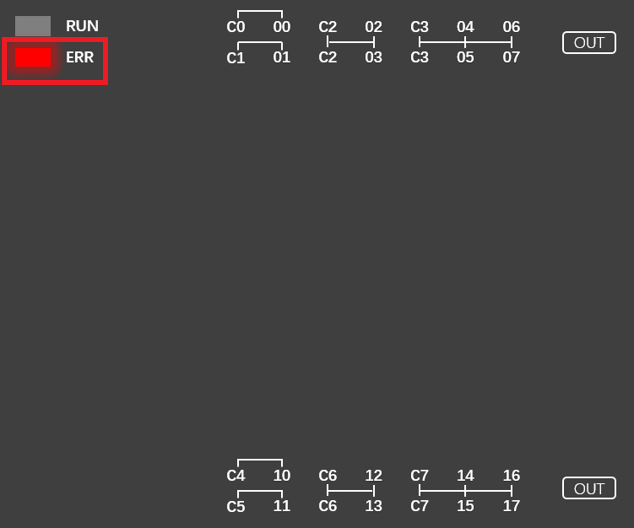 RUN C0 00 C2 02 C3 04 06
ERR C1 01 C2 03 C3 05 07 OUT
C4 10 C6 12 C7 14 16
C5 11 C6 13 C7 15 17 OUT